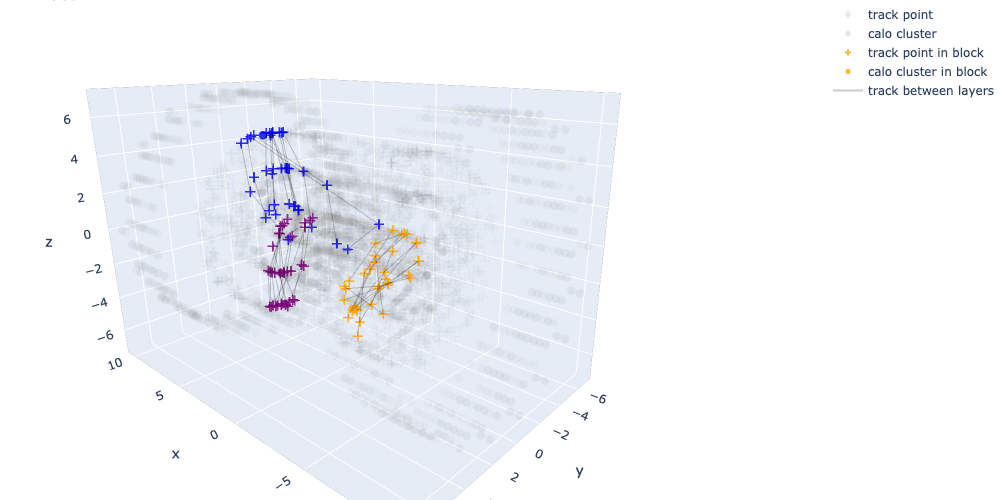 track point
calo cluster
track point in block
calo cluster in block
track between layers
6
4
2
0
−2
−4
−6
z
10
5
0
−5
x
−6
−4
−2
0
2
y